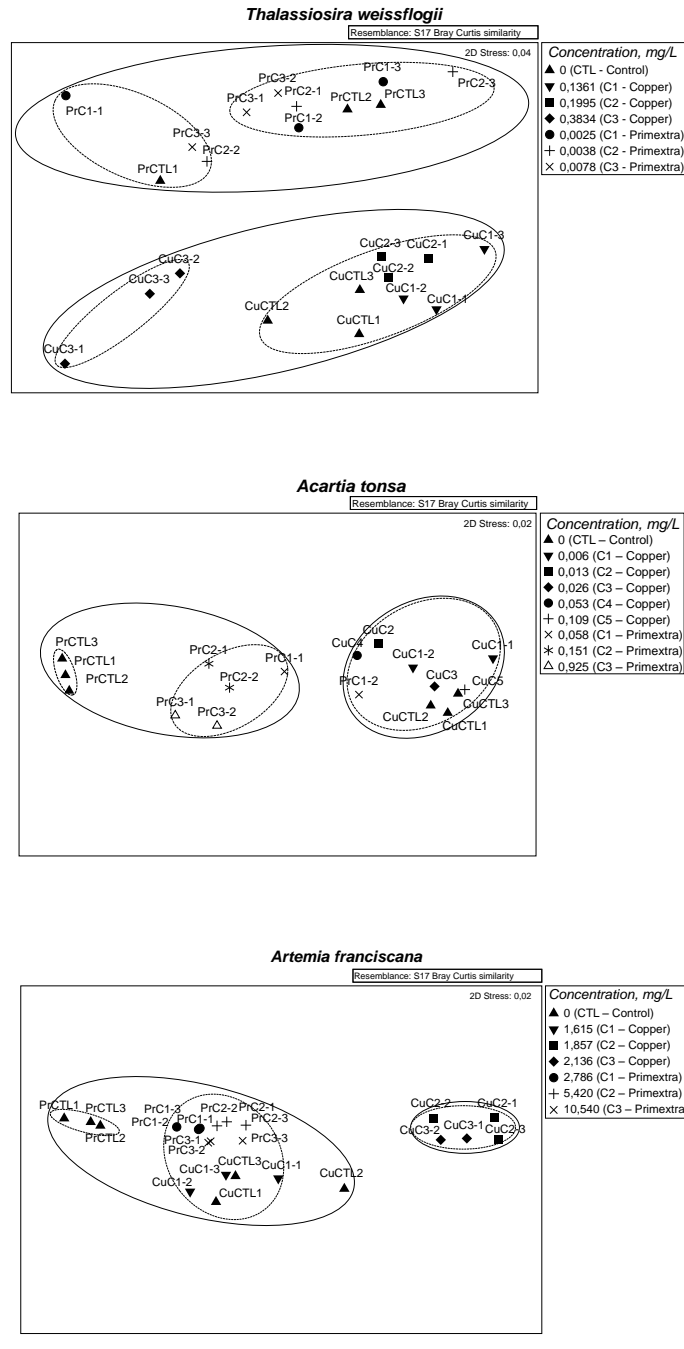 Thalassiosira weissflogii
Resemblance: S17 Bray Curtis similarity
2D Stress: 0,04
PrC1-1
PrC3-3
PrC2-2
PrCTL1
PrC3-2
PrC3-1
PrC2-1
PrC1-2
PrC1-3
PrCTL2
PrCTL3
PrC2-3
CuC3-2
CuC3-3
CuC3-1
CuC2-3
CuC2-1
CuC1-3
CuC2-2
CuCTL3
CuC1-2
CuC1-1
CuCTL2
CuCTL1
Concentration, mg/L
0 (CTL - Control)
0,1361 (C1 - Copper)
0,1995 (C2 - Copper)
0,3834 (C3 - Copper)
0,0025 (C1 - Primextra)
0,0038 (C2 - Primextra)
0,0078 (C3 - Primextra)
Acartia tonsa
Resemblance: S17 Bray Curtis similarity
2D Stress: 0,02
PrCTL3
PrCTL1
PrCTL2
PrC2-1
PrC1-1
PrC2-2
PrC3-1
PrC3-2
CuC2
CuC4
CuC1-1
CuC1-2
PrC1-2
CuC3
CuC5
CuCTL3
CuCTL2
CuCTL1
Concentration, mg/L
0 (CTL – Control)
0,006 (C1 – Copper)
0,013 (C2 – Copper)
0,026 (C3 – Copper)
0,053 (C4 – Copper)
0,109 (C5 – Copper)
0,058 (C1 – Primextra)
0,151 (C2 – Primextra)
0,925 (C3 – Primextra)
Artemia franciscana
Resemblance: S17 Bray Curtis similarity
2D Stress: 0,02
PrCTL1
PrCTL3
PrCTL2
PrC1-3
PrC1-2
PrC1-1
PrC2-2
PrC2-1
PrC2-3
PrC3-1
PrC3-2
PrC3-3
CuC1-3
CuCTL3
CuC1-1
CuC1-2
CuCTL1
CuCTL2
CuC2-2
CuC2-1
CuC3-2
CuC3-1
CuC2-3
Concentration, mg/L
0 (CTL – Control)
1,615 (C1 – Copper)
1,857 (C2 – Copper)
2,136 (C3 – Copper)
2,786 (C1 – Primextra)
5,420 (C2 – Primextra)
10,540 (C3 – Primextra